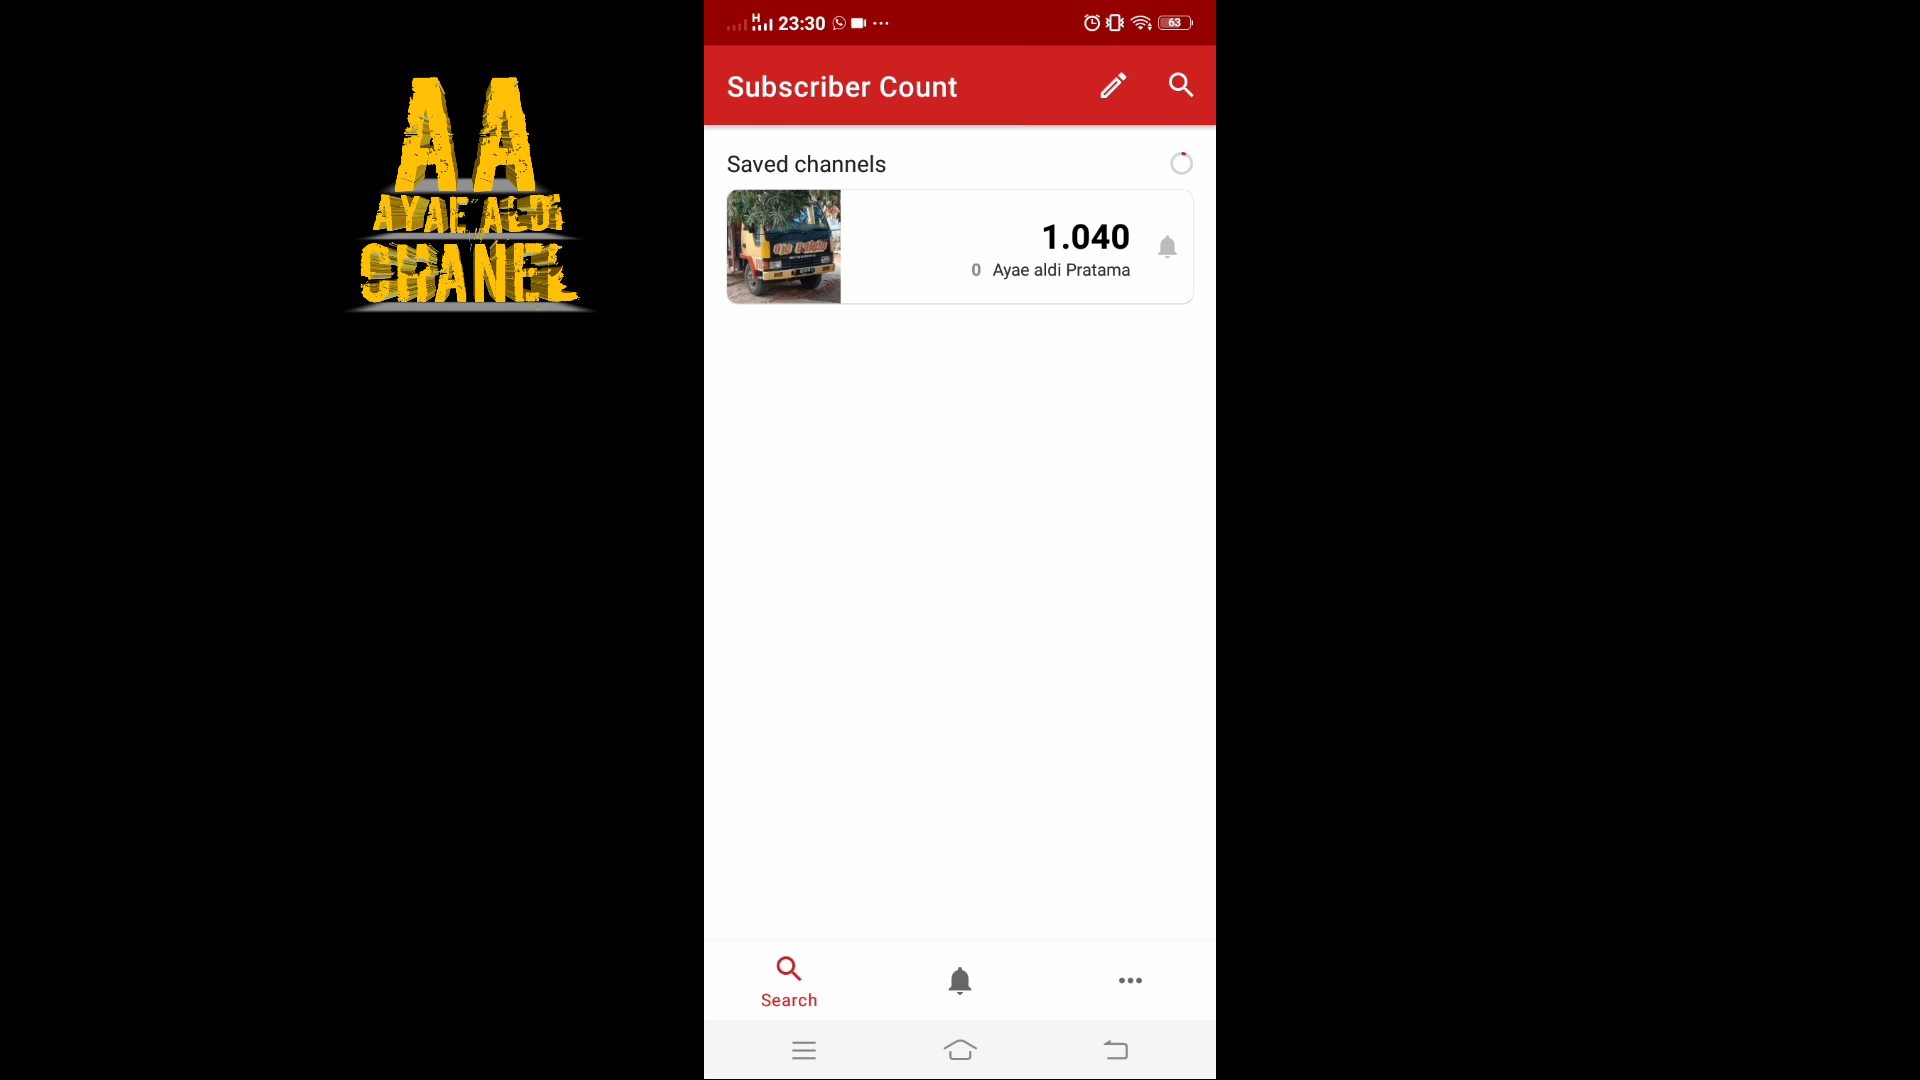 AA
AYAE ALDI
CHANEL
H
23:30
63
Subscriber Count
Saved channels
1.040
0 Ayae aldi Pratama
Search